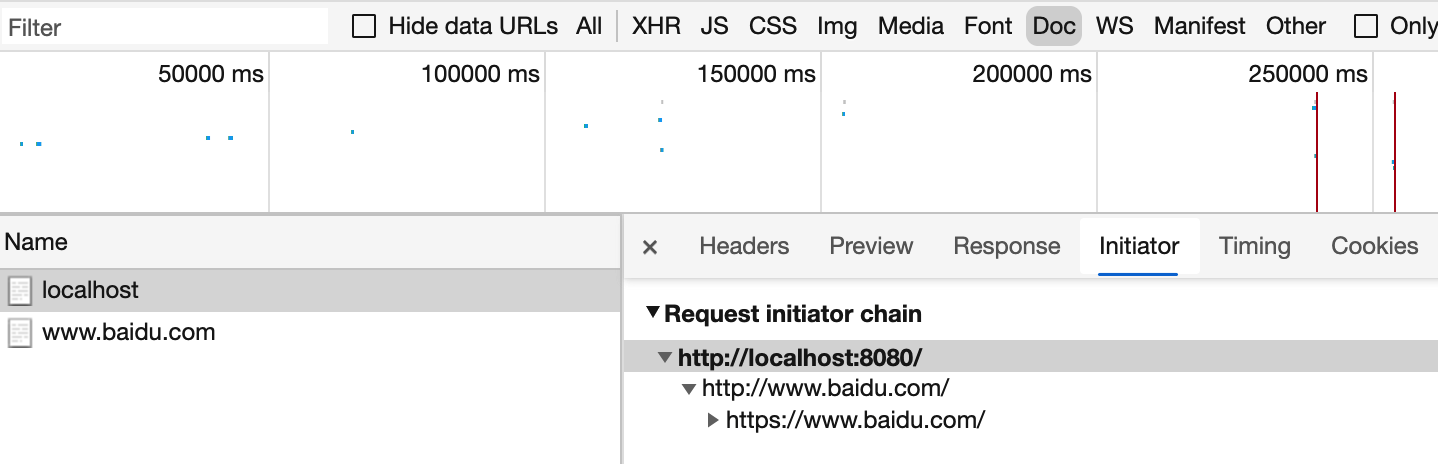 Filter Hide data URLs All XHR JS CSS Img Media Font Doc WS Manifest Other Only
50000 ms 100000 ms 150000 ms 200000 ms 250000 ms
Name
localhost
www.baidu.com
× Headers Preview Response Initiator Timing Cookies
Request initiator chain
http://localhost:8080/
http://www.baidu.com/
https://www.baidu.com/